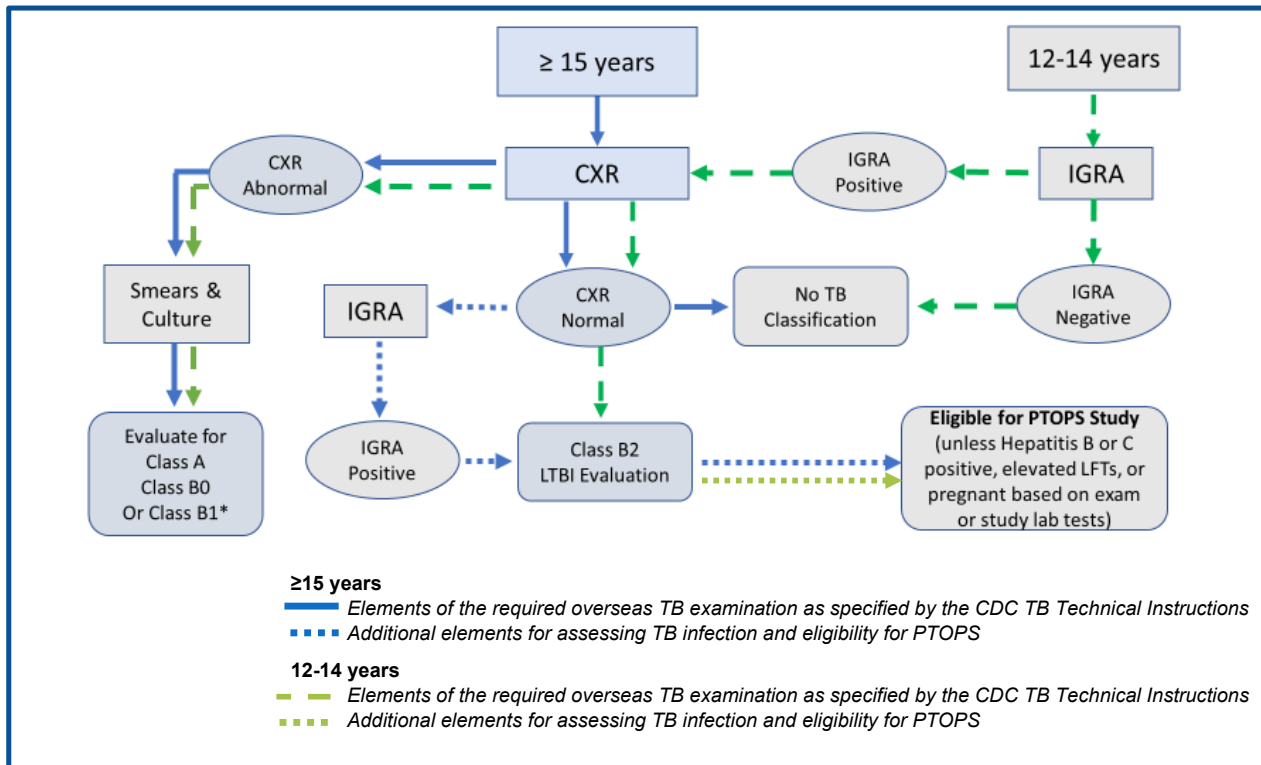 ≥ 15 years
12-14 years
CXR
Abnormal
CXR
IGRA
Positive
IGRA
Smears &
Culture
IGRA
CXR
Normal
No TB
Classification
IGRA
Negative
Evaluate for
Class A
Class B0
Or Class B1*
IGRA
Positive
Class B2
LTBI Evaluation
Eligible for PTOPS Study
(unless Hepatitis B or C
positive, elevated LFTs, or
pregnant based on exam
or study lab tests)
≥15 years
Elements of the required overseas TB examination as specified by the CDC TB Technical Instructions
Additional elements for assessing TB infection and eligibility for PTOPS
12-14 years
Elements of the required overseas TB examination as specified by the CDC TB Technical Instructions
Additional elements for assessing TB infection and eligibility for PTOPS